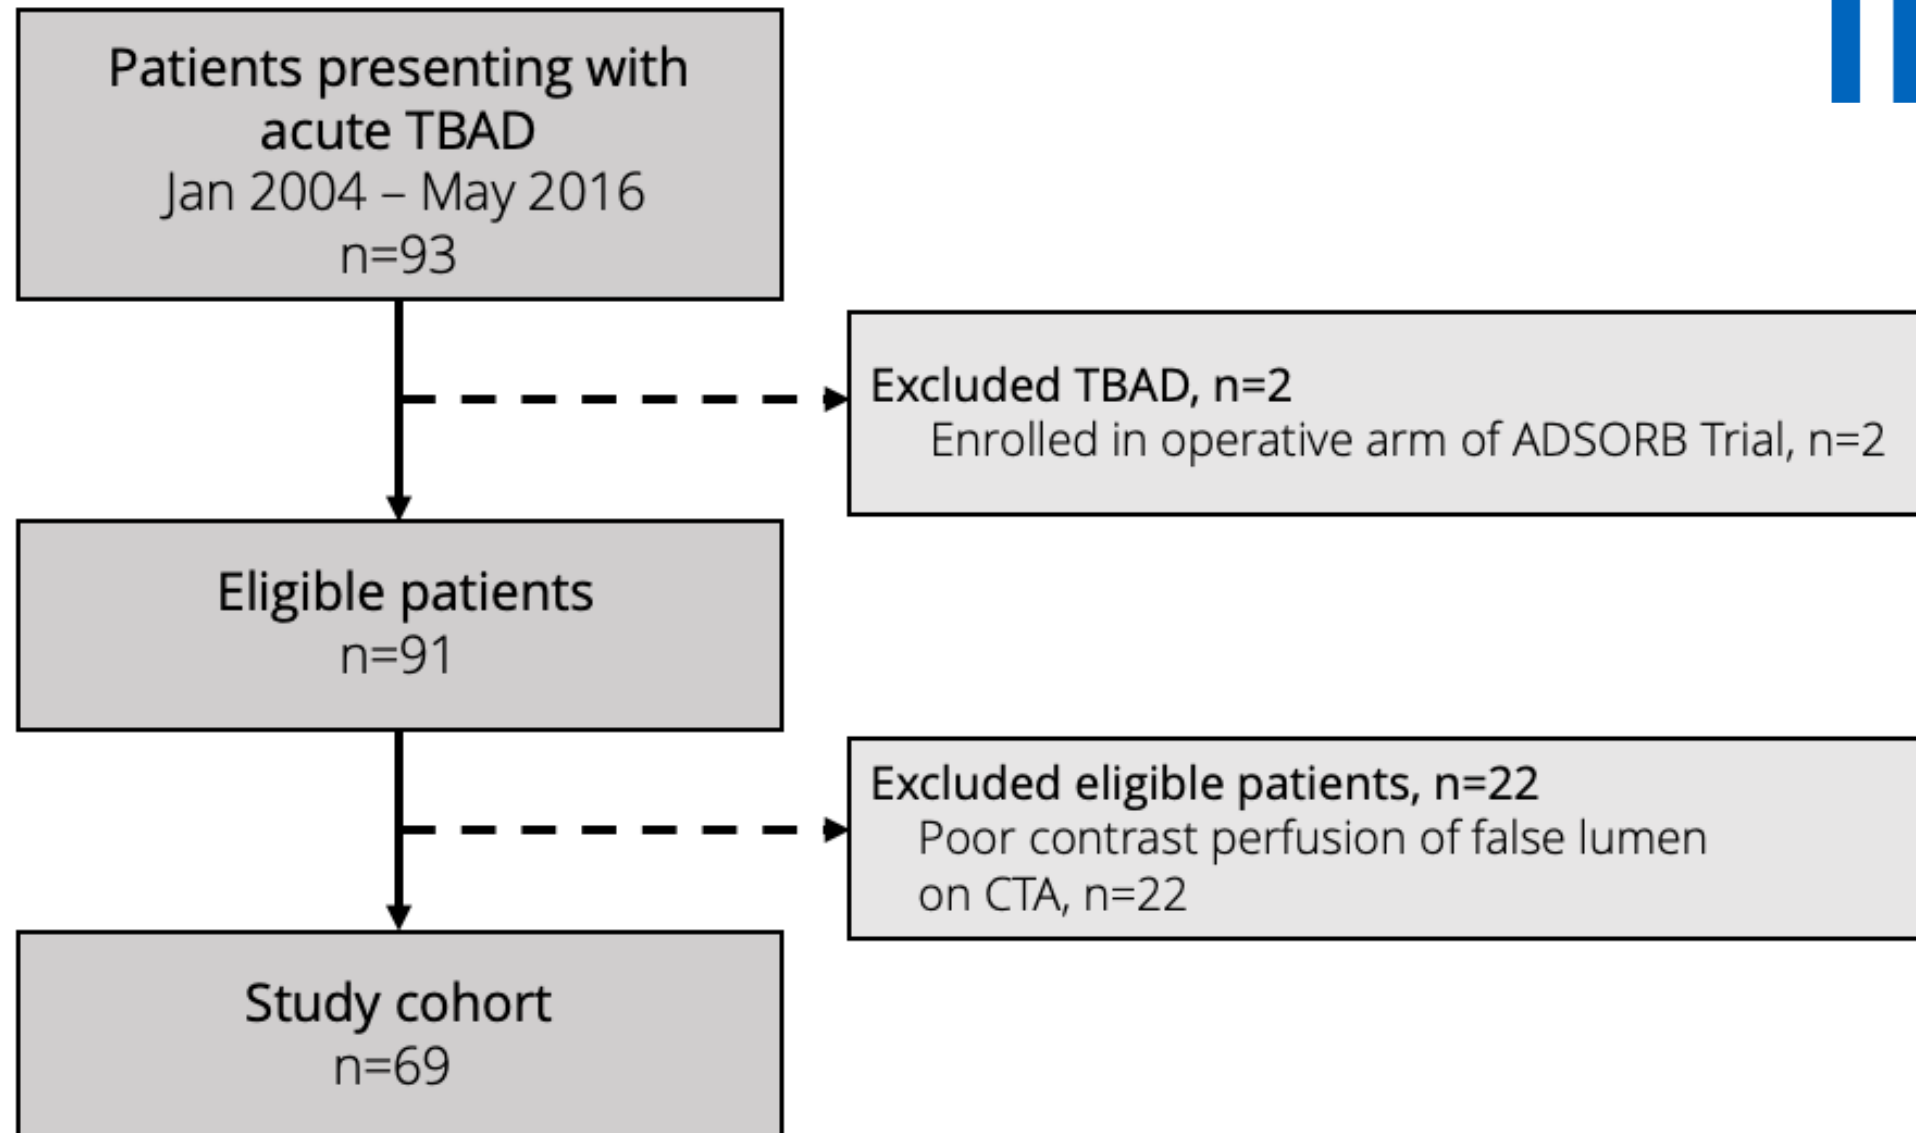 Patients presenting with
acute TBAD
Jan 2004 – May 2016
n=93
Excluded TBAD, n=2
Enrolled in operative arm of ADSORB Trial, n=2
Eligible patients
n=91
Excluded eligible patients, n=22
Poor contrast perfusion of false lumen
on CTA, n=22
Study cohort
n=69